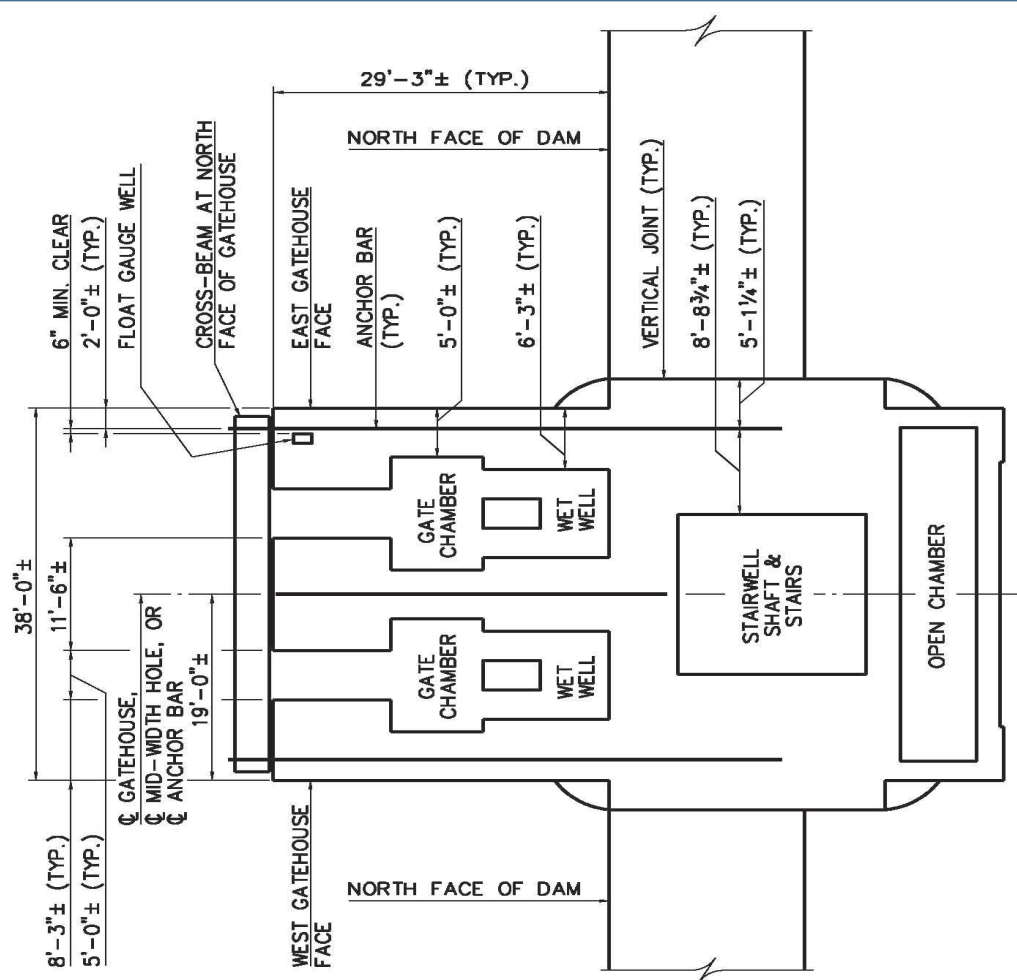 29'-3"± (TYP.)
NORTH FACE OF DAM
6" MIN. CLEAR
2'-0"± (TYP.)
FLOAT GAUGE WELL
CROSS-BEAM AT NORTH
FACE OF GATEHOUSE
EAST GATEHOUSE
FACE
ANCHOR BAR
(TYP.)
5'-0"± (TYP.)
6'-3"± (TYP.)
VERTICAL JOINT (TYP.)
8'-8¾"± (TYP.)
5'-1¼"± (TYP.)
38'-0"±
11'-6"±
℄ GATEHOUSE,
℄ MID-WIDTH HOLE, OR
℄ ANCHOR BAR
19'-0"±
8'-3"± (TYP.)
5'-0"± (TYP.)
GATE
CHAMBER
WET
WELL
GATE
CHAMBER
WET
WELL
STAIRWELL
SHAFT &
STAIRS
OPEN CHAMBER
WEST GATEHOUSE
FACE
NORTH FACE OF DAM